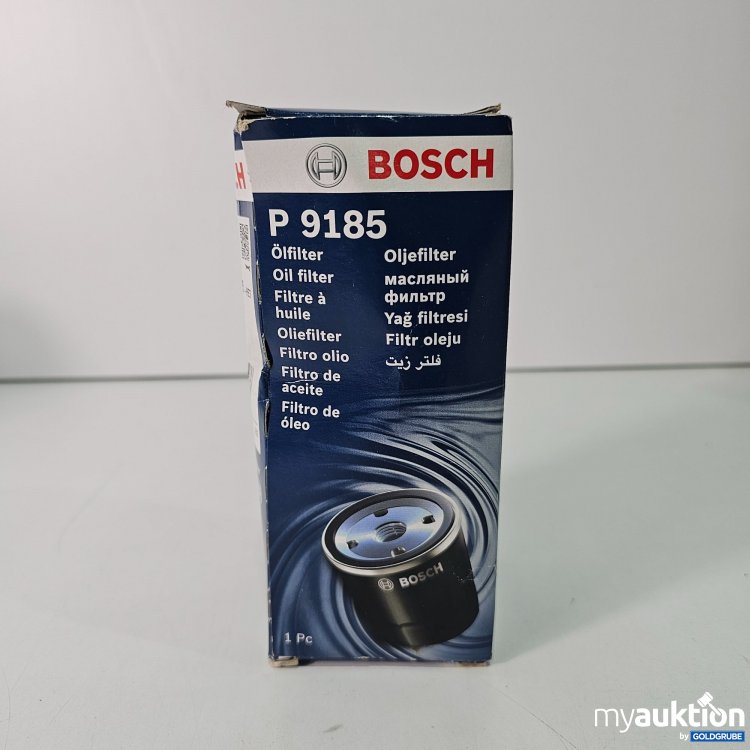 BOSCH
P 9185
Ölfilter
Oil filter
Filtre à
huile
Oliefilter
Filtro olio
Filtro de
aceite
Filtro de
óleo
Oljefilter
масляный
фильтр
Yağ filtresi
Filtr oleju
فلتر زيت
BOSCH
1 Pc
myauktion
by GOLDGRUBE